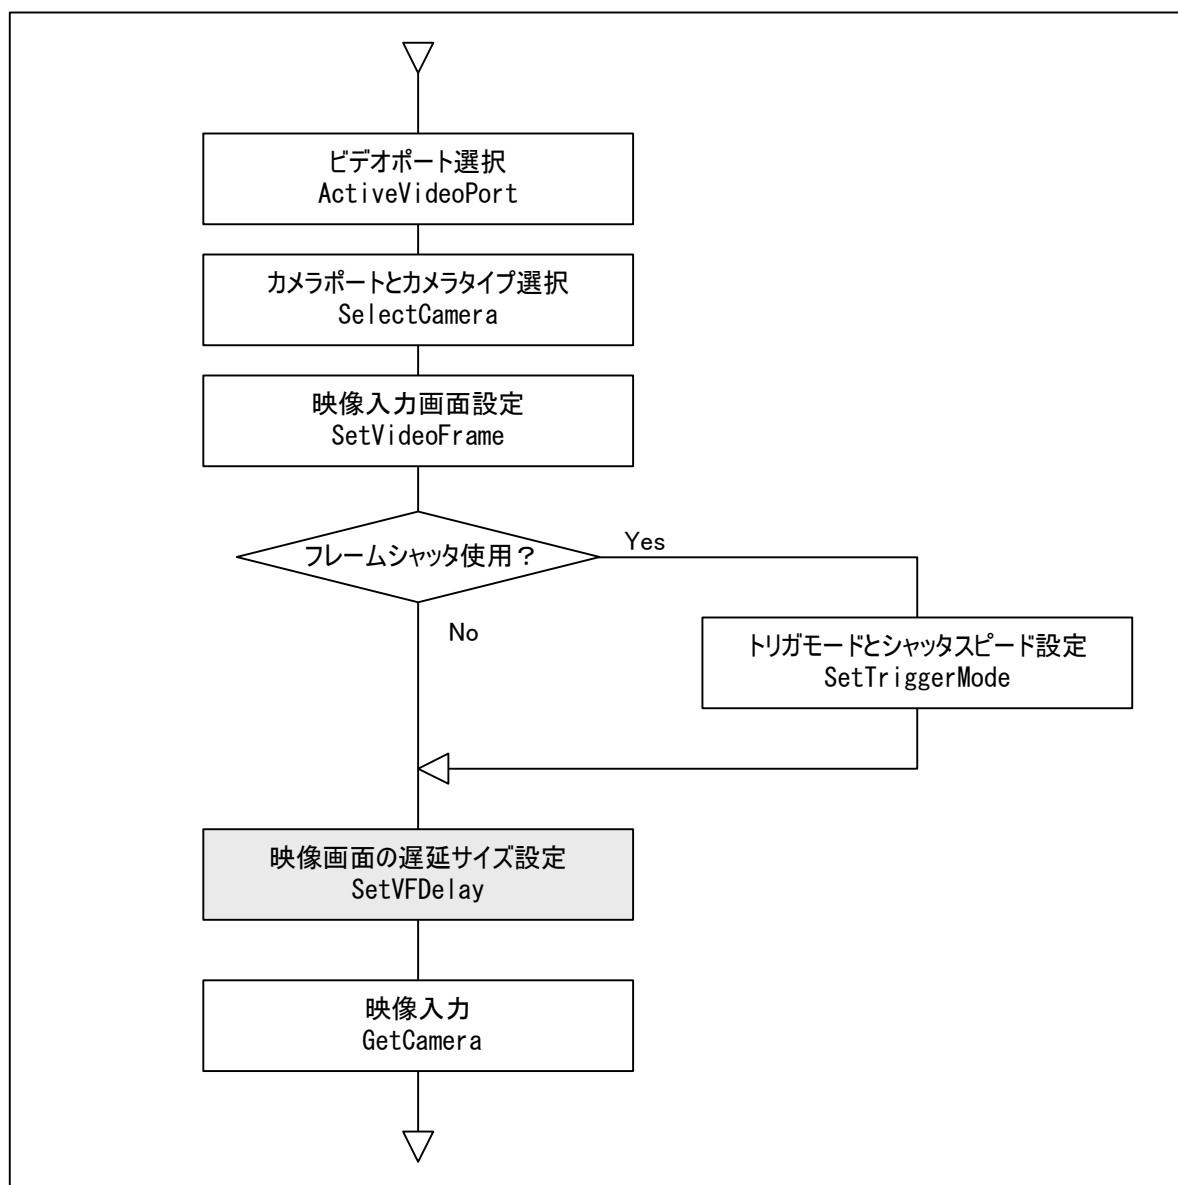 ビデオポート選択
ActiveVideoPort
カメラポートとカメラタイプ選択
SelectCamera
映像入力画面設定
SetVideoFrame
フレームシャッタ使用？
Yes
No
トリガモードとシャッタスピード設定
SetTriggerMode
映像画面の遅延サイズ設定
SetVFDelay
映像入力
GetCamera